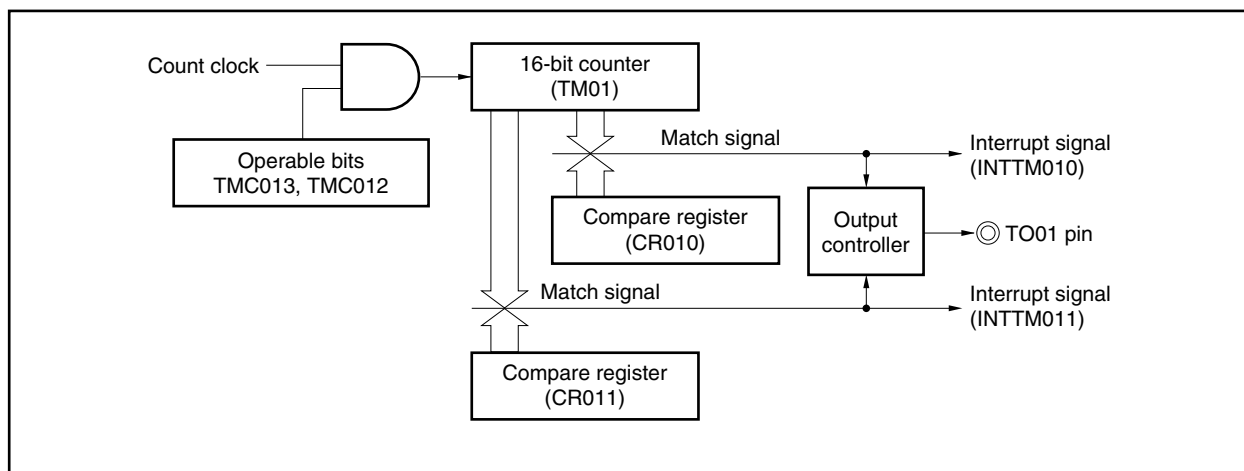 Count clock
16-bit counter
(TM01)
Operable bits
TMC013, TMC012
Match signal
Interrupt signal
(INTTM010)
Compare register
(CR010)
Output
controller
TO01 pin
Match signal
Interrupt signal
(INTTM011)
Compare register
(CR011)